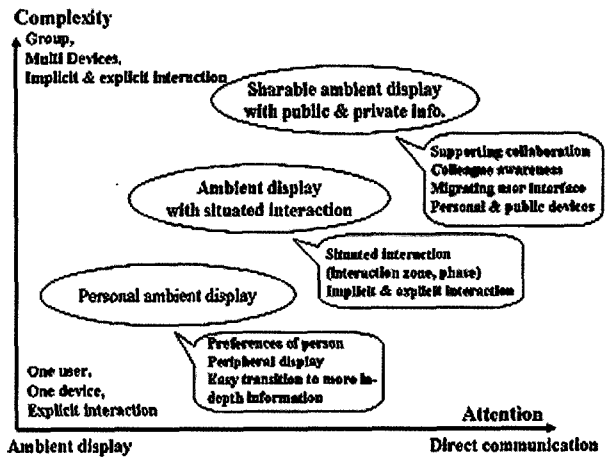 Complexity
Group,
Multi Devices,
Implicit & explicit interaction
Sharable ambient display
with public & private info.
Supporting collaboration
Colleague awareness
Migrating user interface
Personal & public devices
Ambient display
with situated interaction
Situated interaction
(interaction zone, phase)
Implicit & explicit interaction
Personal ambient display
Preferences of person
Peripheral display
Easy transition to more in-
depth information
One user,
One device,
Explicit interaction
Attention
Ambient display
Direct communication